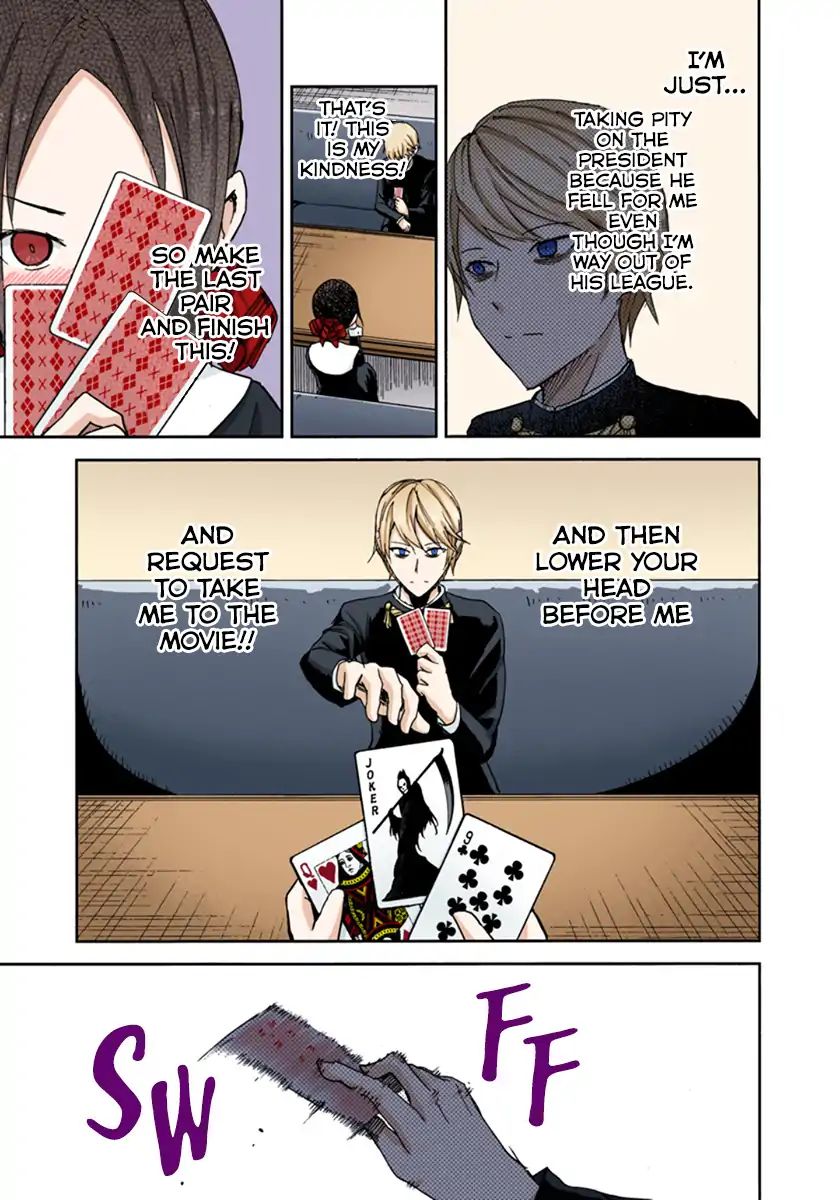 I'M
JUST...
TAKING PITY
ON THE
PRESIDENT
BECAUSE HE
FELL FOR ME
EVEN
THOUGH I'M
WAY OUT OF
HIS LEAGUE.
THAT'S
IT! THIS
IS MY
KINDNESS!
SO MAKE
THE LAST
PAIR
AND FINISH
THIS!
AND THEN
LOWER YOUR
HEAD
BEFORE ME
AND
REQUEST
TO TAKE
ME TO THE
MOVIE!!
JOKER
Q
9
SWFF